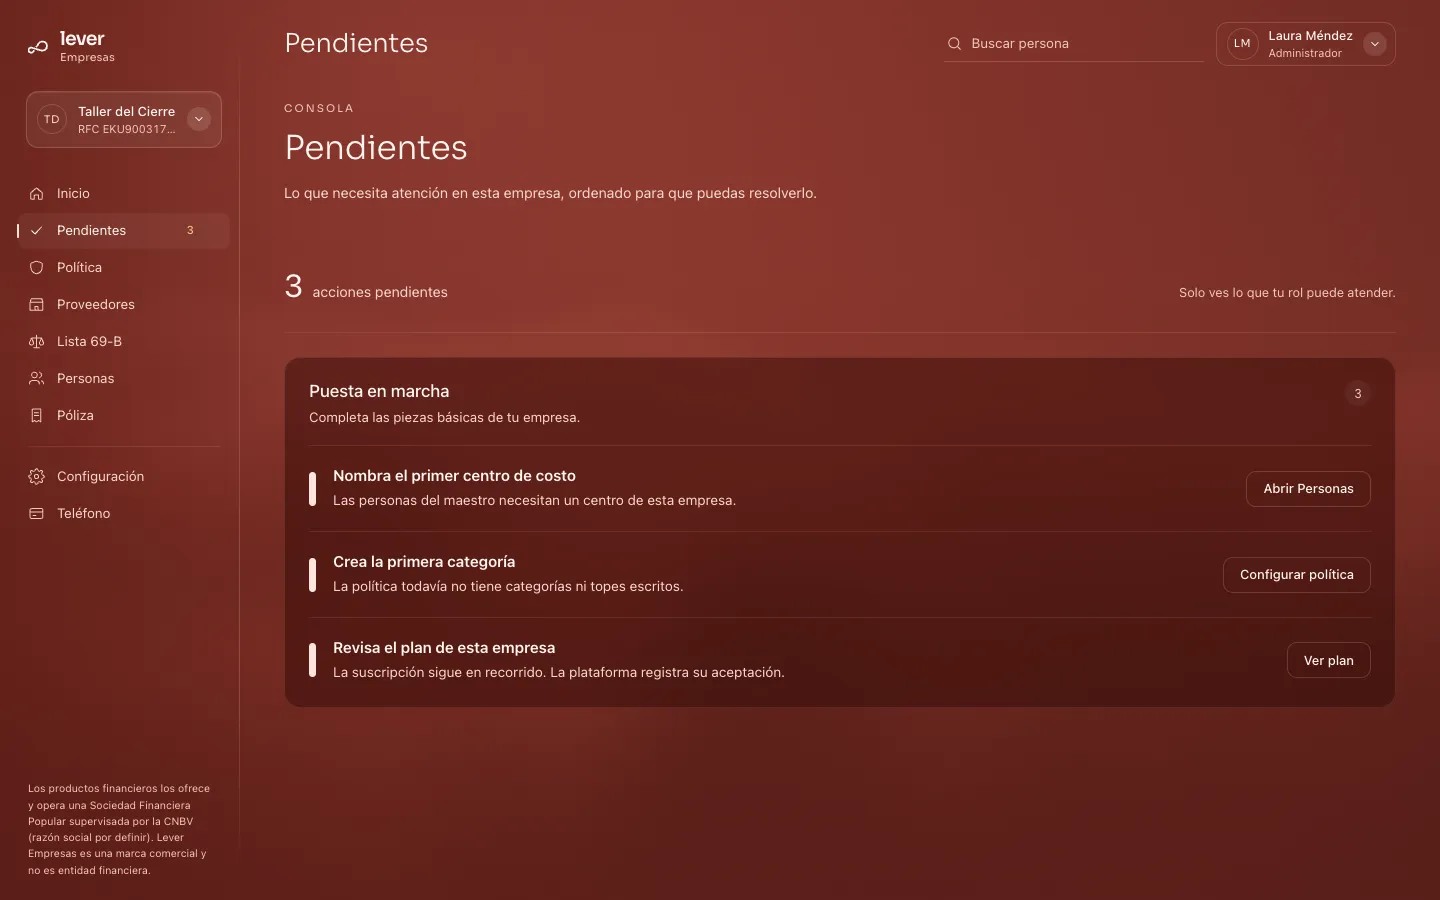 lever
Empresas
TD
Taller del Cierre
RFC EKU900317...
Inicio
Pendientes 3
Política
Proveedores
Lista 69-B
Personas
Póliza
Configuración
Teléfono
Los productos financieros los ofrece
y opera una Sociedad Financiera
Popular supervisada por la CNBV
(razón social por definir). Lever
Empresas es una marca comercial y
no es entidad financiera.
Pendientes
Buscar persona
LM
Laura Méndez
Administrador
CONSOLA
Pendientes
Lo que necesita atención en esta empresa, ordenado para que puedas resolverlo.
3 acciones pendientes
Solo ves lo que tu rol puede atender.
Puesta en marcha
3
Completa las piezas básicas de tu empresa.
Nombra el primer centro de costo
Las personas del maestro necesitan un centro de esta empresa.
Abrir Personas
Crea la primera categoría
La política todavía no tiene categorías ni topes escritos.
Configurar política
Revisa el plan de esta empresa
La suscripción sigue en recorrido. La plataforma registra su aceptación.
Ver plan